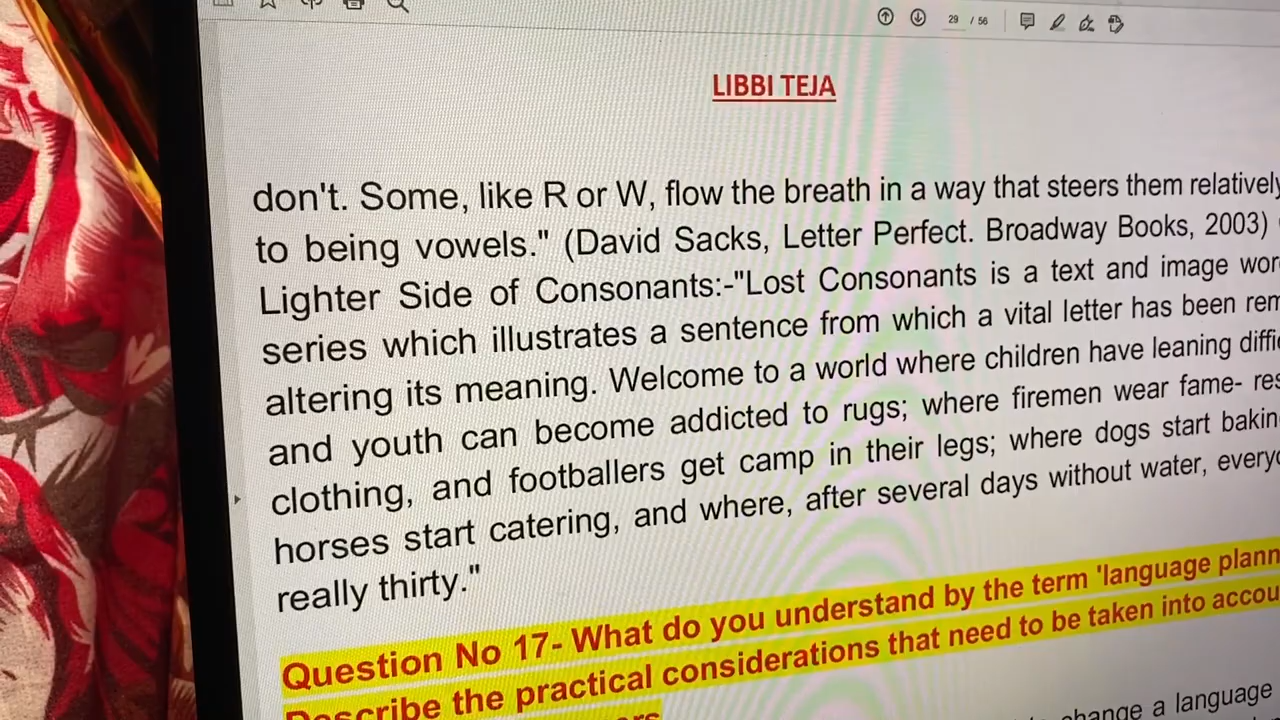 29 / 56
LIBBI TEJA
don't. Some, like R or W, flow the breath in a way that steers them relatively
to being vowels." (David Sacks, Letter Perfect. Broadway Books, 2003)
Lighter Side of Consonants:-"Lost Consonants is a text and image
series which illustrates a sentence from which a vital letter has been
altering its meaning. Welcome to a world where children have leaning
and youth can become addicted to rugs; where firemen wear fame-
clothing, and footballers get camp in their legs; where dogs start
horses start catering, and where, after several days without water,
really thirty."
Question No 17- What do you understand by the term 'language
Describe the practical considerations that need to be taken into
change a language